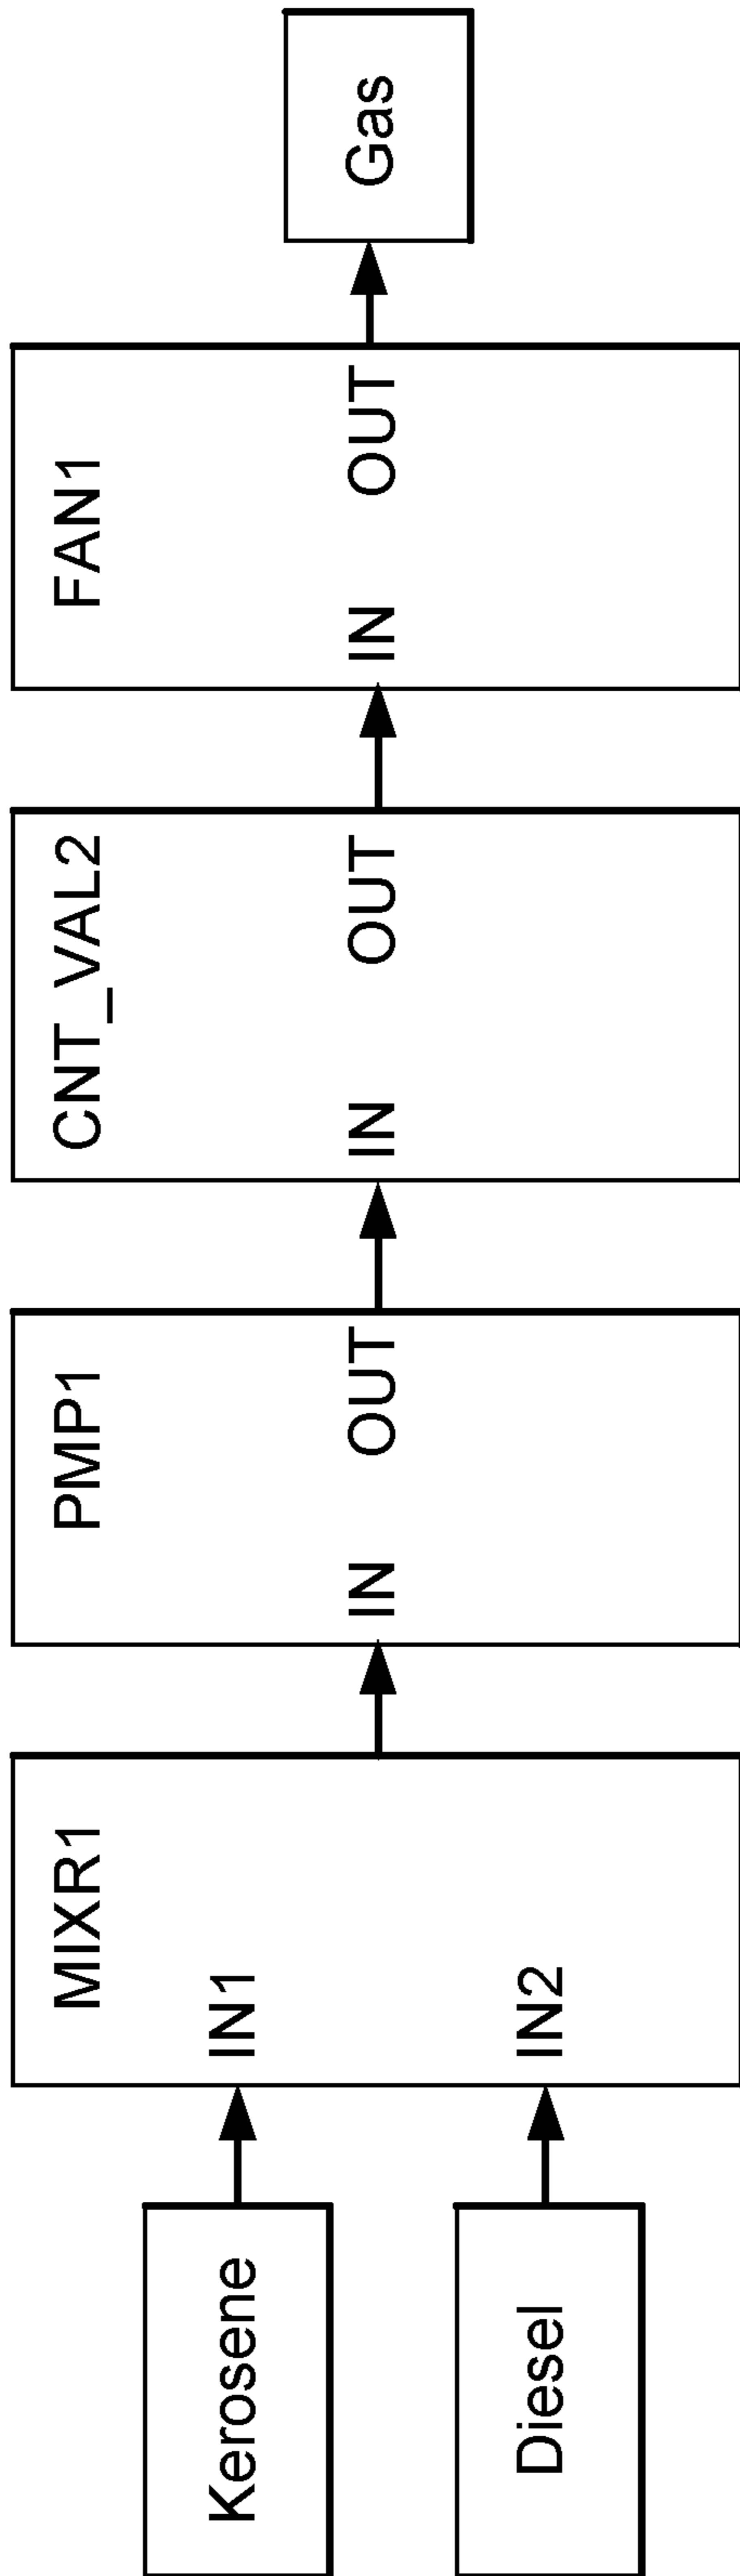 Kerosene
Diesel
MIXR1
IN1
IN2
PMP1
IN OUT
CNT_VAL2
IN OUT
FAN1
IN OUT
Gas